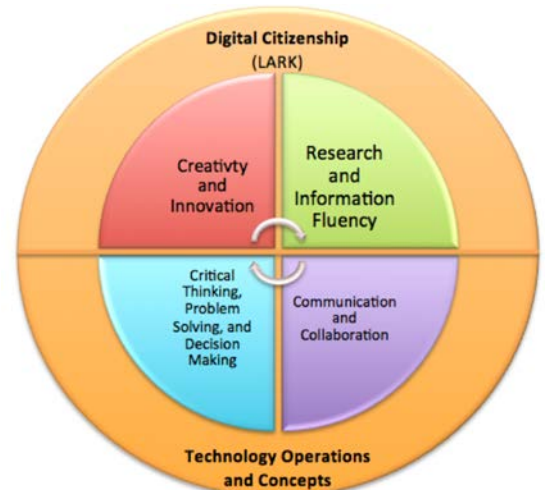 Digital Citizenship
(LARK)
Creativty
and
Innovation
Research
and
Information
Fluency
Critical
Thinking,
Problem
Solving, and
Decision
Making
Communication
and
Collaboration
Technology Operations
and Concepts